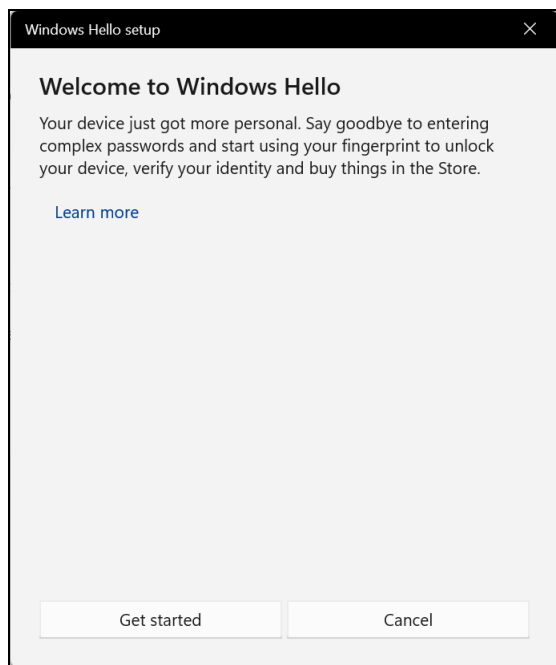 Windows Hello setup
Welcome to Windows Hello
Your device just got more personal. Say goodbye to entering
complex passwords and start using your fingerprint to unlock
your device, verify your identity and buy things in the Store.
Learn more
Get started
Cancel